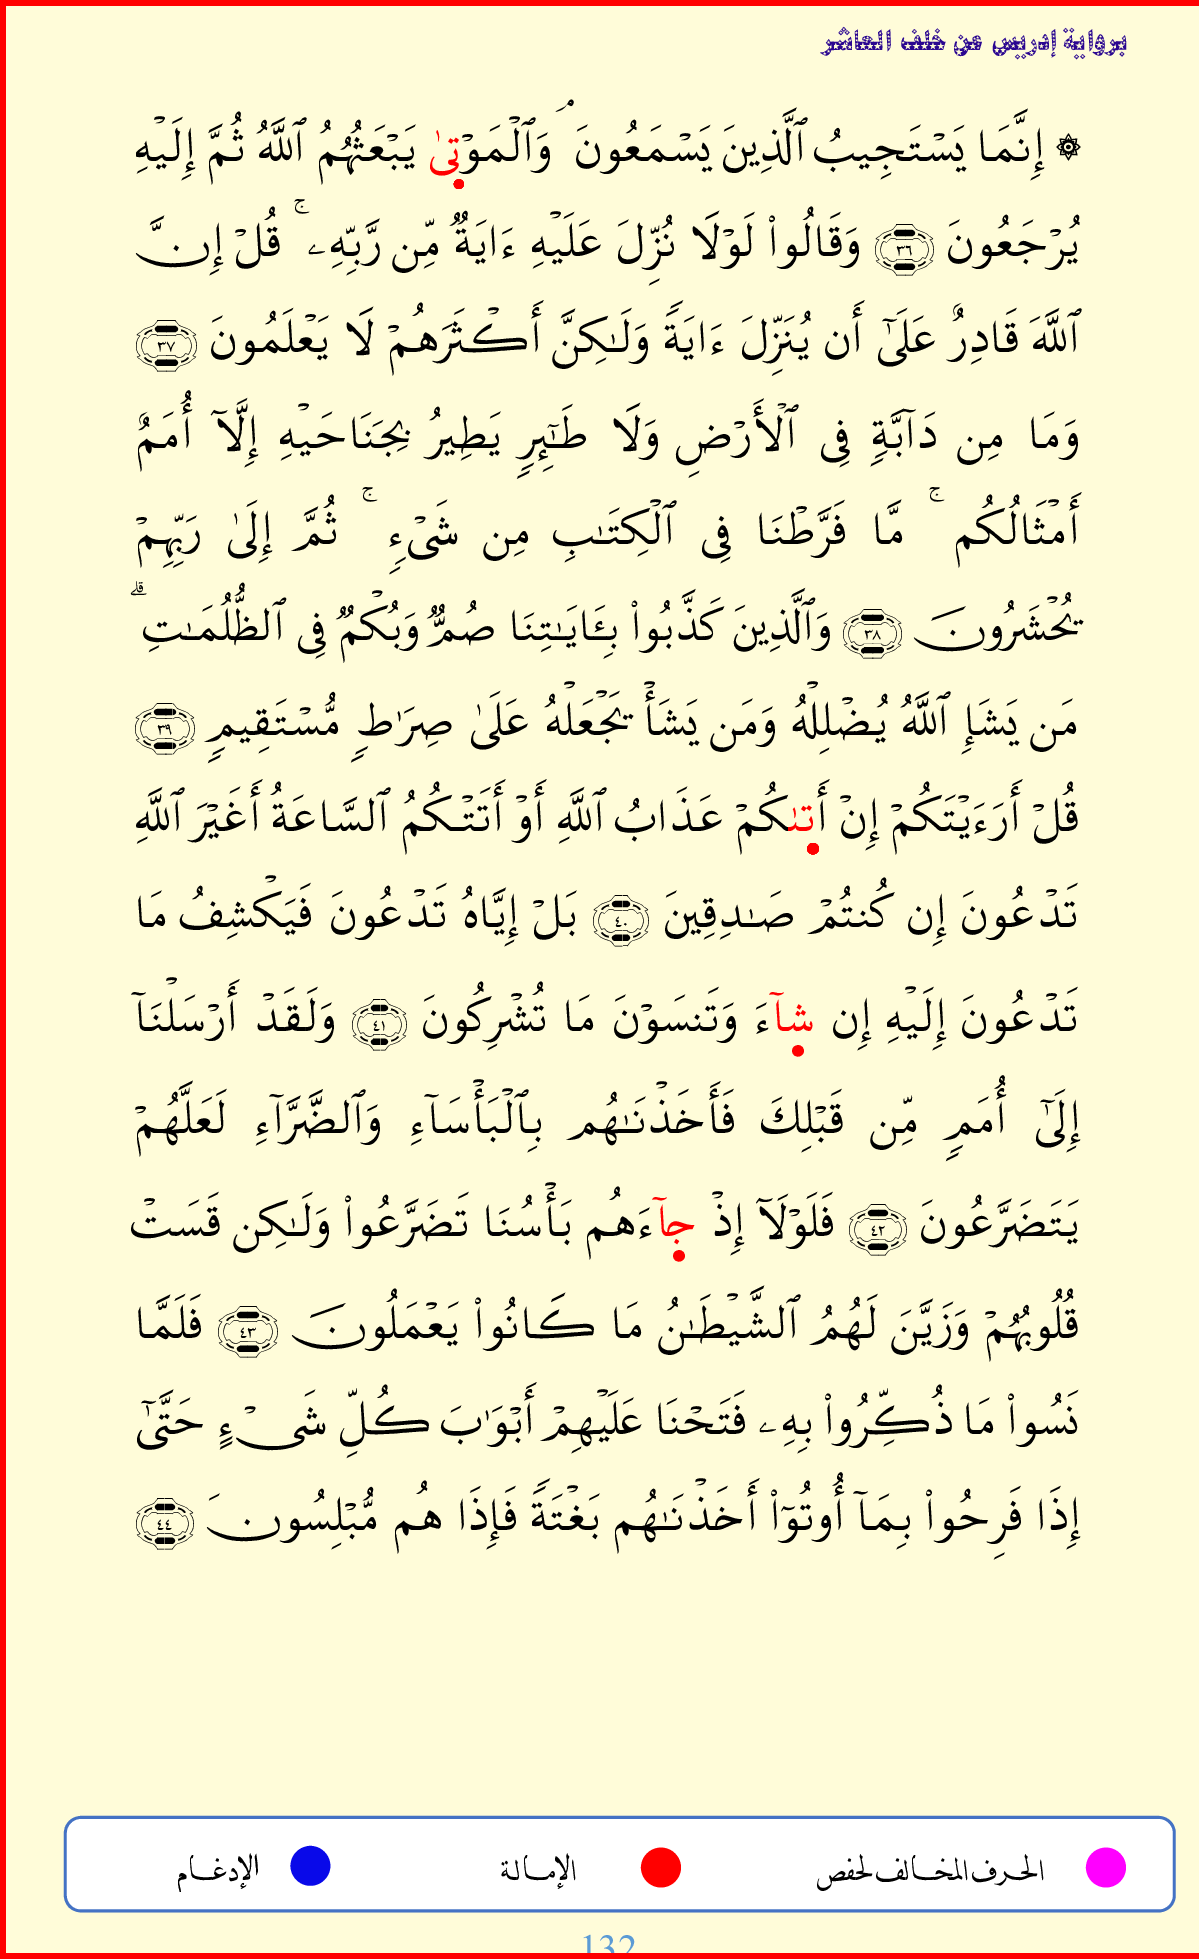 برواية إدريس عن خلف العاشر
۞ إِنَّمَا يَسْتَجِيبُ ٱلَّذِينَ يَسْمَعُونَ ۘ وَٱلْمَوْتىٰ يَبْعَثُهُمُ ٱللَّهُ ثُمَّ إِلَيْهِ
يُرْجَعُونَ ٣٦ وَقَالُوا۟ لَوْلَا نُزِّلَ عَلَيْهِ ءَايَةٌ مِّن رَّبِّهِۦ ۚ قُلْ إِنَّ
ٱللَّهَ قَادِرٌ عَلَىٰٓ أَن يُنَزِّلَ ءَايَةً وَلَـٰكِنَّ أَكْثَرَهُمْ لَا يَعْلَمُونَ ٣٧
وَمَا مِن دَآبَّةٍ فِى ٱلْأَرْضِ وَلَا طَـٰٓئِرٍ يَطِيرُ بِجَنَاحَيْهِ إِلَّآ أُمَمٌ
أَمْثَالُكُم ۚ مَّا فَرَّطْنَا فِى ٱلْكِتَـٰبِ مِن شَىْءٍ ۚ ثُمَّ إِلَىٰ رَبِّهِمْ
يُحْشَرُونَ ٣٨ وَٱلَّذِينَ كَذَّبُوا۟ بِـَٔايَـٰتِنَا صُمٌّ وَبُكْمٌ فِى ٱلظُّلُمَـٰتِ ۗ
مَن يَشَإِ ٱللَّهُ يُضْلِلْهُ وَمَن يَشَأْ يَجْعَلْهُ عَلَىٰ صِرَٰطٍ مُّسْتَقِيمٍ ٣٩
قُلْ أَرَءَيْتَكُمْ إِنْ أَتىٰكُمْ عَذَابُ ٱللَّهِ أَوْ أَتَتْكُمُ ٱلسَّاعَةُ أَغَيْرَ ٱللَّهِ
تَدْعُونَ إِن كُنتُمْ صَـٰدِقِينَ ٤٠ بَلْ إِيَّاهُ تَدْعُونَ فَيَكْشِفُ مَا
تَدْعُونَ إِلَيْهِ إِن شآءَ وَتَنسَوْنَ مَا تُشْرِكُونَ ٤١ وَلَقَدْ أَرْسَلْنَآ
إِلَىٰٓ أُمَمٍ مِّن قَبْلِكَ فَأَخَذْنَـٰهُم بِٱلْبَأْسَآءِ وَٱلضَّرَّآءِ لَعَلَّهُمْ
يَتَضَرَّعُونَ ٤٢ فَلَوْلَآ إِذْ جآءَهُم بَأْسُنَا تَضَرَّعُوا۟ وَلَـٰكِن قَسَتْ
قُلُوبُهُمْ وَزَيَّنَ لَهُمُ ٱلشَّيْطَـٰنُ مَا كَانُوا۟ يَعْمَلُونَ ٤٣ فَلَمَّا
نَسُوا۟ مَا ذُكِّرُوا۟ بِهِۦ فَتَحْنَا عَلَيْهِمْ أَبْوَٰبَ كُلِّ شَىْءٍ حَتَّىٰٓ
إِذَا فَرِحُوا۟ بِمَآ أُوتُوٓا۟ أَخَذْنَـٰهُم بَغْتَةً فَإِذَا هُم مُّبْلِسُونَ ٤٤
الحرف المخالف لحفص الإمالة الإدغام
132